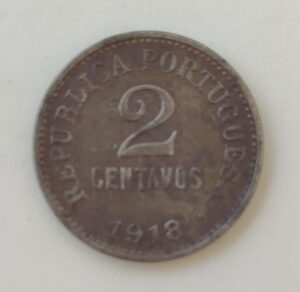 REPUBLICA PORTUGUESA
2
CENTAVOS
1918